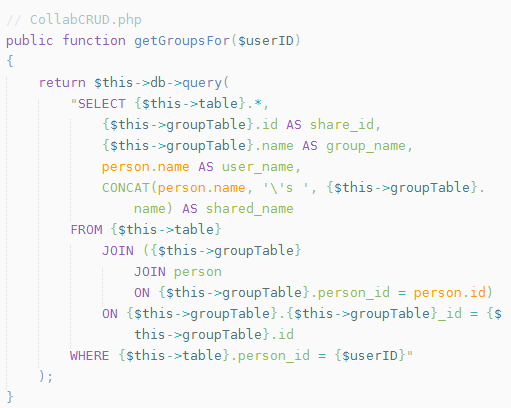 // CollabCRUD.php
public function getGroupsFor($userID)
{
    return $this->db->query(
        "SELECT {$this->table}.*,
            {$this->groupTable}.id AS share_id,
            {$this->groupTable}.name AS group_name,
            person.name AS user_name,
            CONCAT(person.name, '\'s ', {$this->groupTable}.
                name) AS shared_name
        FROM {$this->table}
            JOIN ({$this->groupTable}
                JOIN person
                ON {$this->groupTable}.person_id = person.id)
            ON {$this->groupTable}.{$this->groupTable}_id = {$
                this->groupTable}.id
        WHERE {$this->table}.person_id = {$userID}"
    );
}